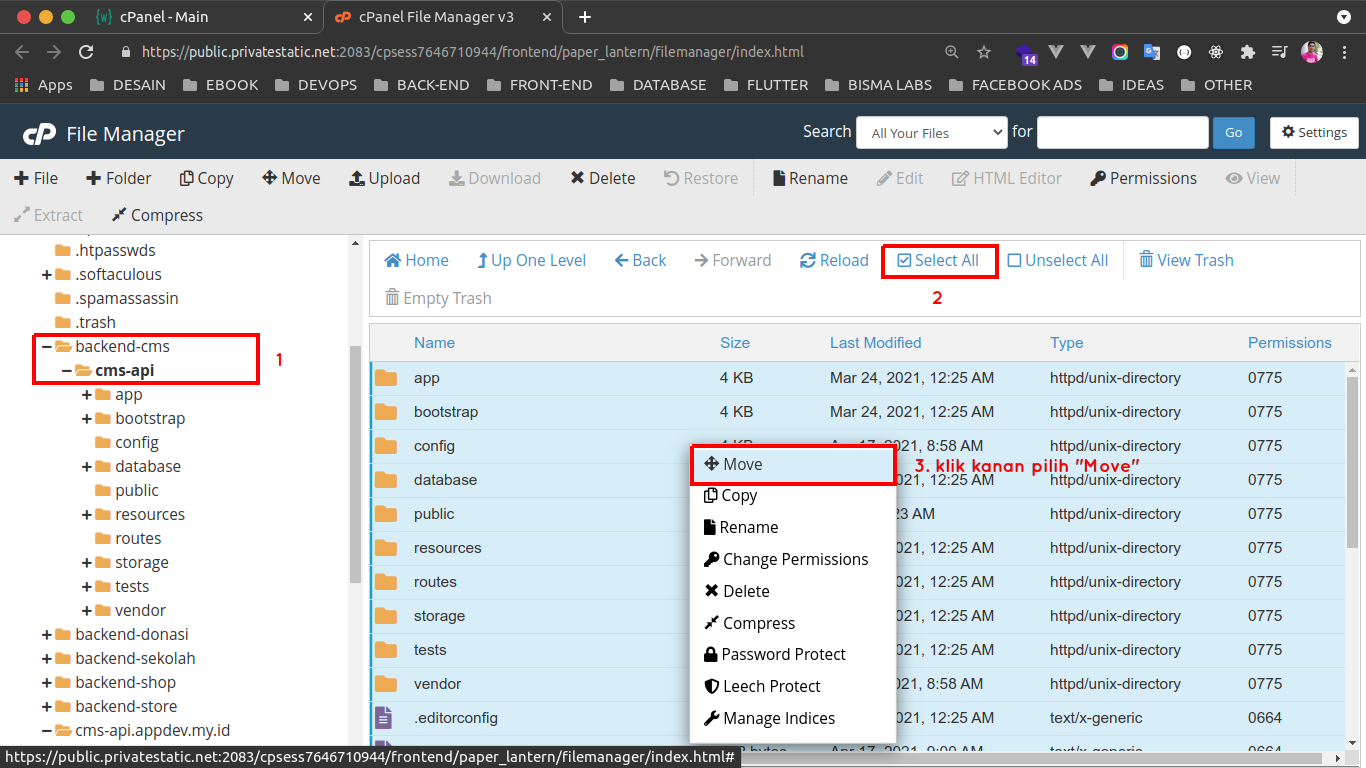 cPanel - Main
cPanel File Manager v3
https://public.privatestatic.net:2083/cpsess7646710944/frontend/paper_lantern/filemanager/index.html
14
Apps DESAIN EBOOK DEVOPS BACK-END FRONT-END DATABASE FLUTTER BISMA LABS FACEBOOK ADS IDEAS OTHER
cP File Manager
Search All Your Files for Go Settings
File Folder Copy Move Upload Download Delete Restore Rename Edit HTML Editor Permissions View
Extract Compress
.htpasswds
.softaculous
.spamassassin
.trash
backend-cms
1
cms-api
app
bootstrap
config
database
public
resources
routes
storage
tests
vendor
backend-donasi
backend-sekolah
backend-shop
backend-store
cms-api.appdev.my.id
Home Up One Level Back Forward Reload Select All Unselect All View Trash
Empty Trash
2
Name Size Last Modified Type Permissions
app 4 KB Mar 24, 2021, 12:25 AM httpd/unix-directory 0775
bootstrap 4 KB Mar 24, 2021, 12:25 AM httpd/unix-directory 0775
config 8:58 AM httpd/unix-directory 0775
database 021, 12:25 AM httpd/unix-directory 0775
public 23 AM httpd/unix-directory 0775
resources 021, 12:25 AM httpd/unix-directory 0775
routes 021, 12:25 AM httpd/unix-directory 0775
storage 021, 12:25 AM httpd/unix-directory 0775
tests 021, 12:25 AM httpd/unix-directory 0775
vendor 021, 8:58 AM httpd/unix-directory 0775
.editorconfig 021, 12:25 AM text/x-generic 0664
Move
3. klik kanan pilih "Move"
Copy
Rename
Change Permissions
Delete
Compress
Password Protect
Leech Protect
Manage Indices
https://public.privatestatic.net:2083/cpsess7646710944/frontend/paper_lantern/filemanager/index.html#